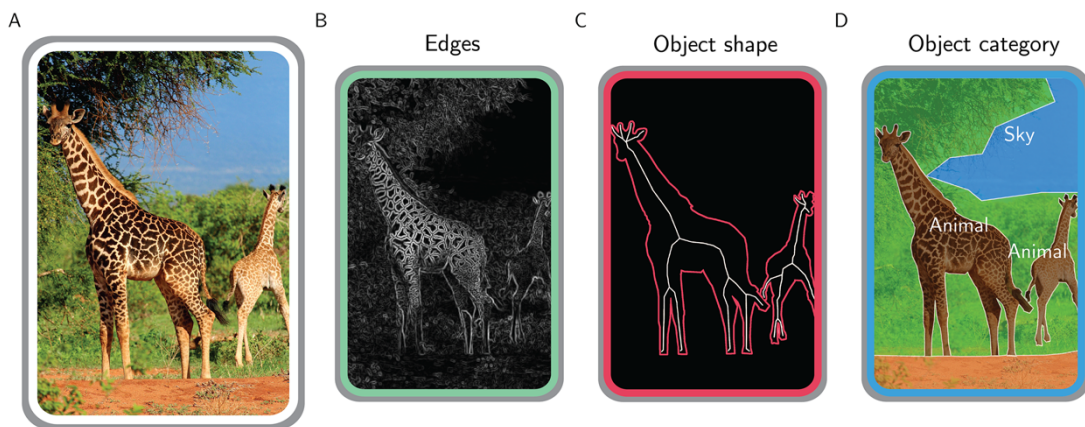 A
B
Edges
C
Object shape
D
Object category
Sky
Animal
Animal